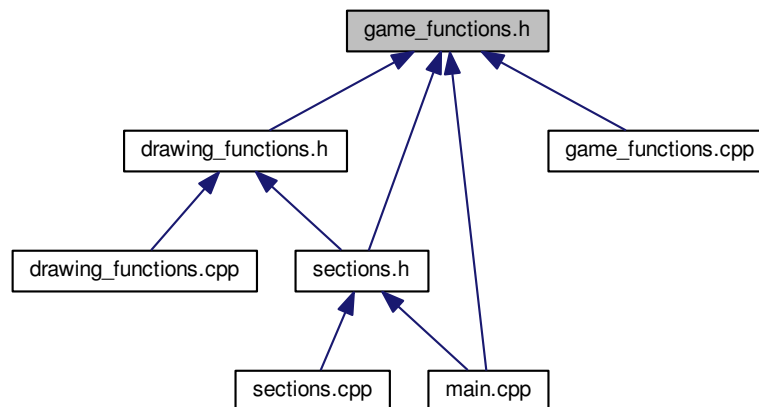 game_functions.h
drawing_functions.h
game_functions.cpp
drawing_functions.cpp
sections.h
sections.cpp
main.cpp